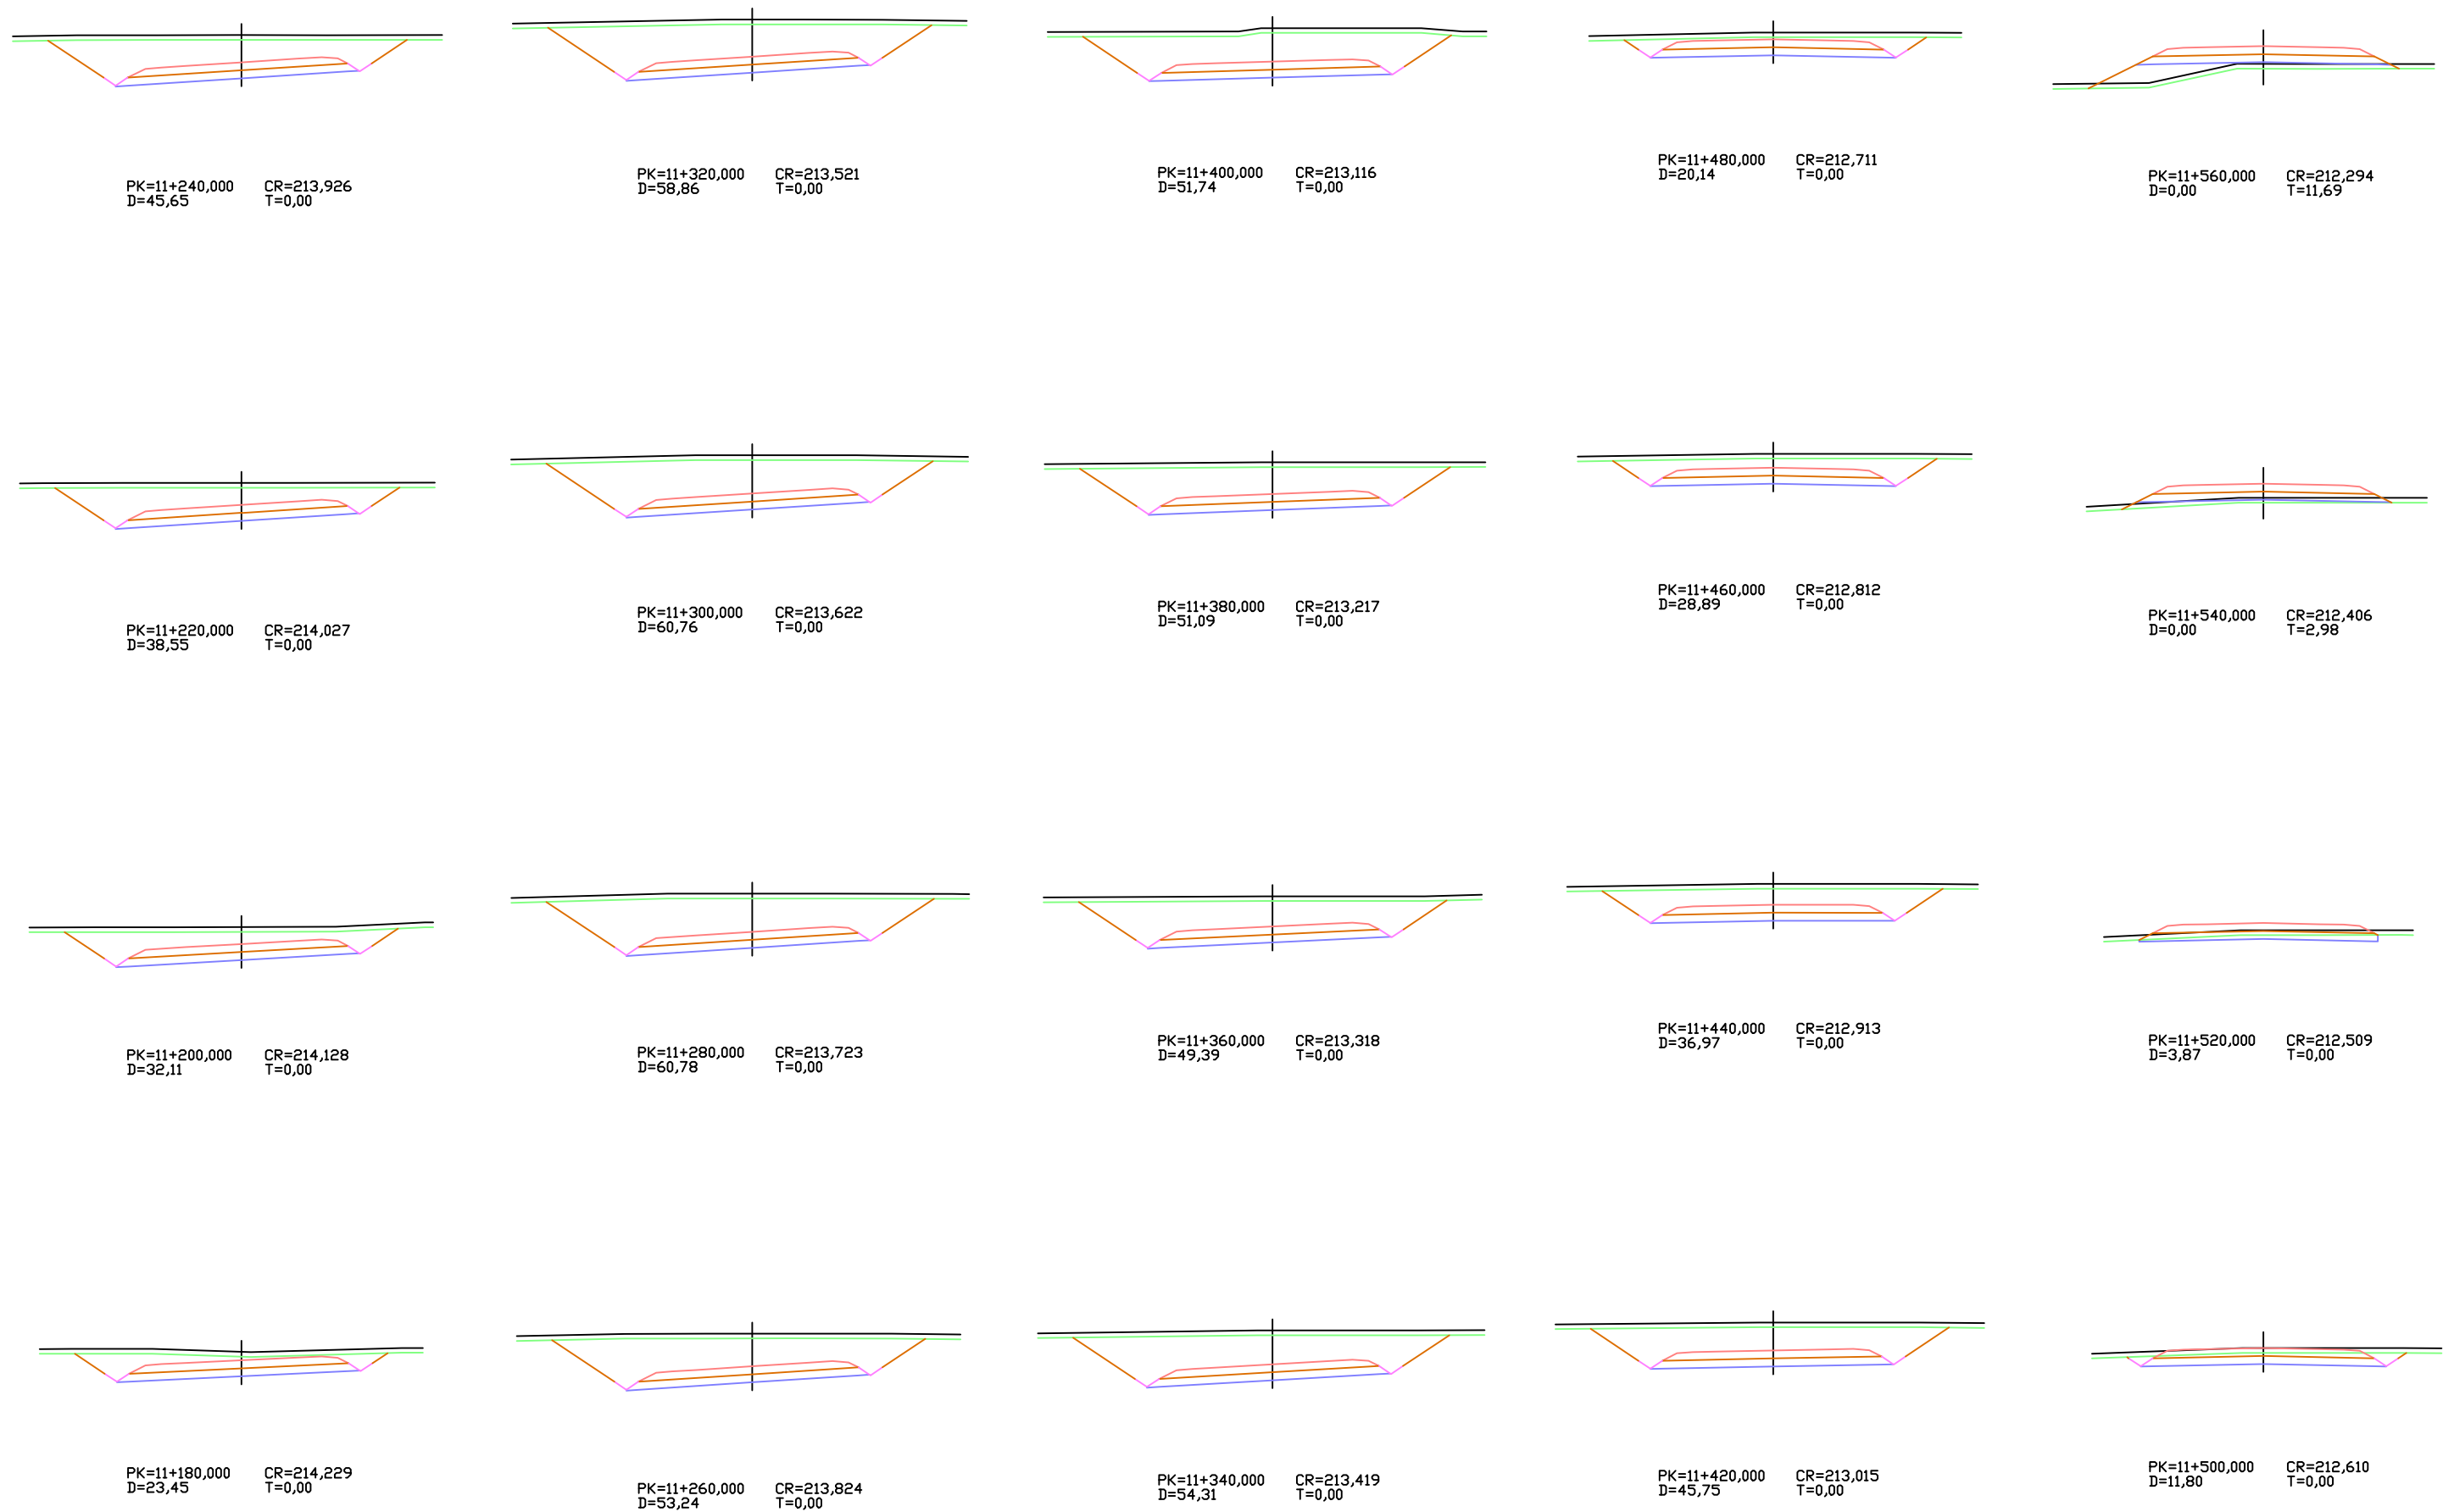 PK=11+240,000 CR=213,926
D=45,65 T=0,00
PK=11+320,000 CR=213,521
D=58,86 T=0,00
PK=11+400,000 CR=213,116
D=51,74 T=0,00
PK=11+480,000 CR=212,711
D=20,14 T=0,00
PK=11+560,000 CR=212,294
D=0,00 T=11,69
PK=11+220,000 CR=214,027
D=38,55 T=0,00
PK=11+300,000 CR=213,622
D=60,76 T=0,00
PK=11+380,000 CR=213,217
D=51,09 T=0,00
PK=11+460,000 CR=212,812
D=28,89 T=0,00
PK=11+540,000 CR=212,406
D=0,00 T=2,98
PK=11+200,000 CR=214,128
D=32,11 T=0,00
PK=11+280,000 CR=213,723
D=60,78 T=0,00
PK=11+360,000 CR=213,318
D=49,39 T=0,00
PK=11+440,000 CR=212,913
D=36,97 T=0,00
PK=11+520,000 CR=212,509
D=3,87 T=0,00
PK=11+180,000 CR=214,229
D=23,45 T=0,00
PK=11+260,000 CR=213,824
D=53,24 T=0,00
PK=11+340,000 CR=213,419
D=54,31 T=0,00
PK=11+420,000 CR=213,015
D=45,75 T=0,00
PK=11+500,000 CR=212,610
D=11,80 T=0,00